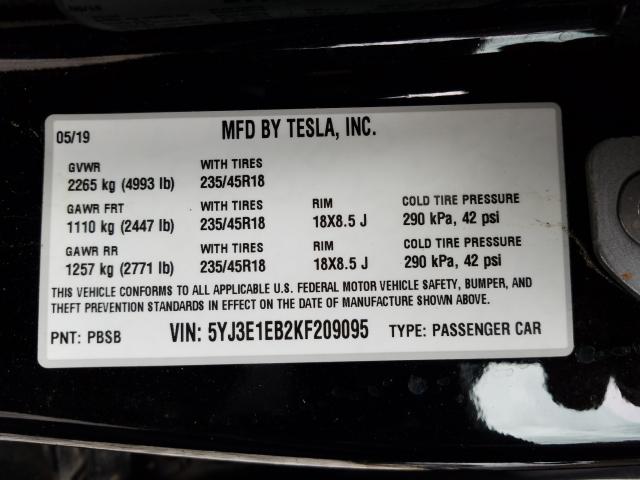 05/19 MFD BY TESLA, INC.
GVWR WITH TIRES
2265 kg (4993 lb) 235/45R18
GAWR FRT WITH TIRES RIM COLD TIRE PRESSURE
1110 kg (2447 lb) 235/45R18 18X8.5 J 290 kPa, 42 psi
GAWR RR WITH TIRES RIM COLD TIRE PRESSURE
1257 kg (2771 lb) 235/45R18 18X8.5 J 290 kPa, 42 psi
THIS VEHICLE CONFORMS TO ALL APPLICABLE U.S. FEDERAL MOTOR VEHICLE SAFETY, BUMPER, AND
THEFT PREVENTION STANDARDS IN EFFECT ON THE DATE OF MANUFACTURE SHOWN ABOVE.
PNT: PBSB VIN: 5YJ3E1EB2KF209095 TYPE: PASSENGER CAR